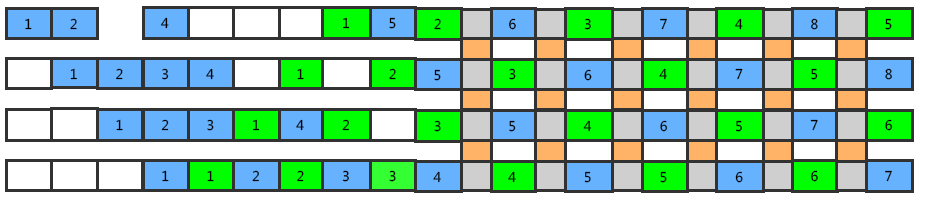 1 2 4 1 5 2 6 3 7 4 8 5
1 2 3 4 1 2 5 3 6 4 7 5 8
1 2 3 1 4 2 3 5 4 6 5 7 6
1 1 2 2 3 3 4 4 5 5 6 6 7